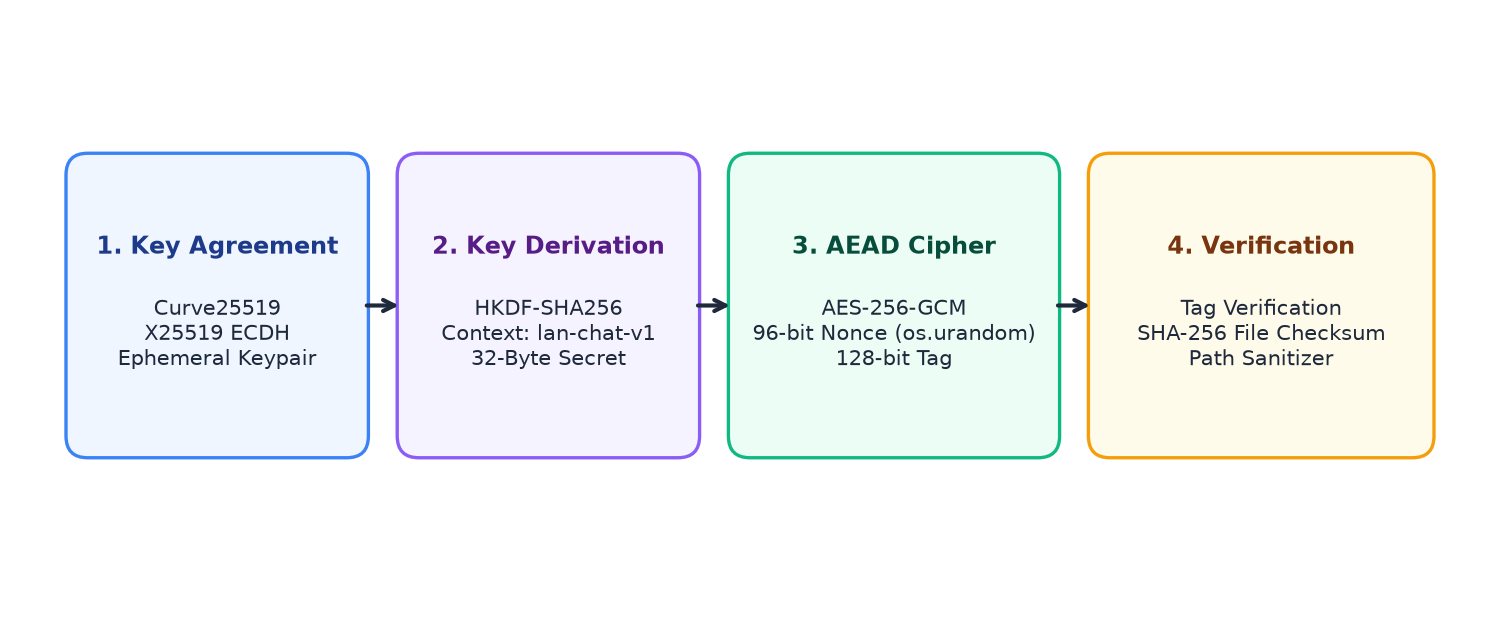 1. Key Agreement
Curve25519
X25519 ECDH
Ephemeral Keypair
2. Key Derivation
HKDF-SHA256
Context: lan-chat-v1
32-Byte Secret
3. AEAD Cipher
AES-256-GCM
96-bit Nonce (os.urandom)
128-bit Tag
4. Verification
Tag Verification
SHA-256 File Checksum
Path Sanitizer